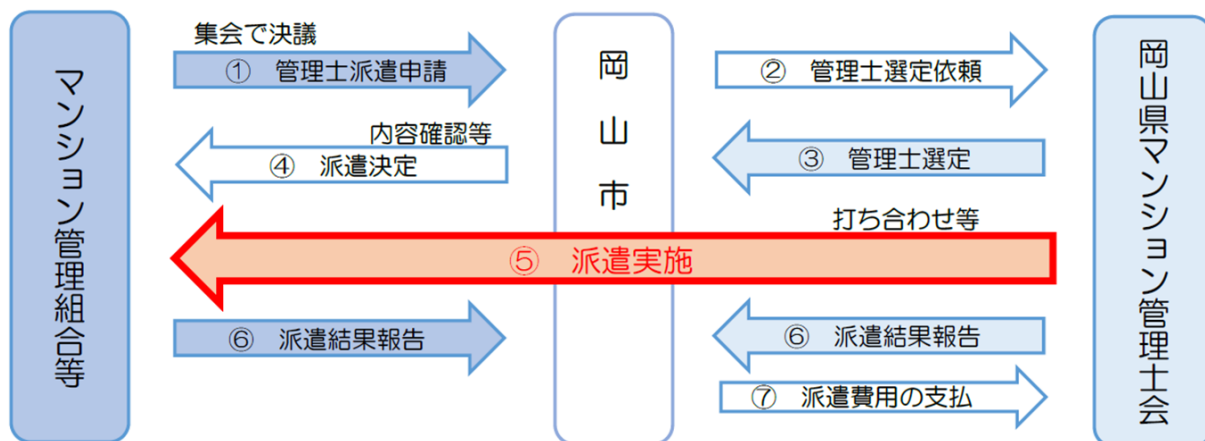 マンション管理組合等
集会で決議
① 管理士派遣申請
岡山市
② 管理士選定依頼
岡山県マンション管理士会
③ 管理士選定
内容確認等
④ 派遣決定
打ち合わせ等
⑤ 派遣実施
⑥ 派遣結果報告
⑥ 派遣結果報告
⑦ 派遣費用の支払